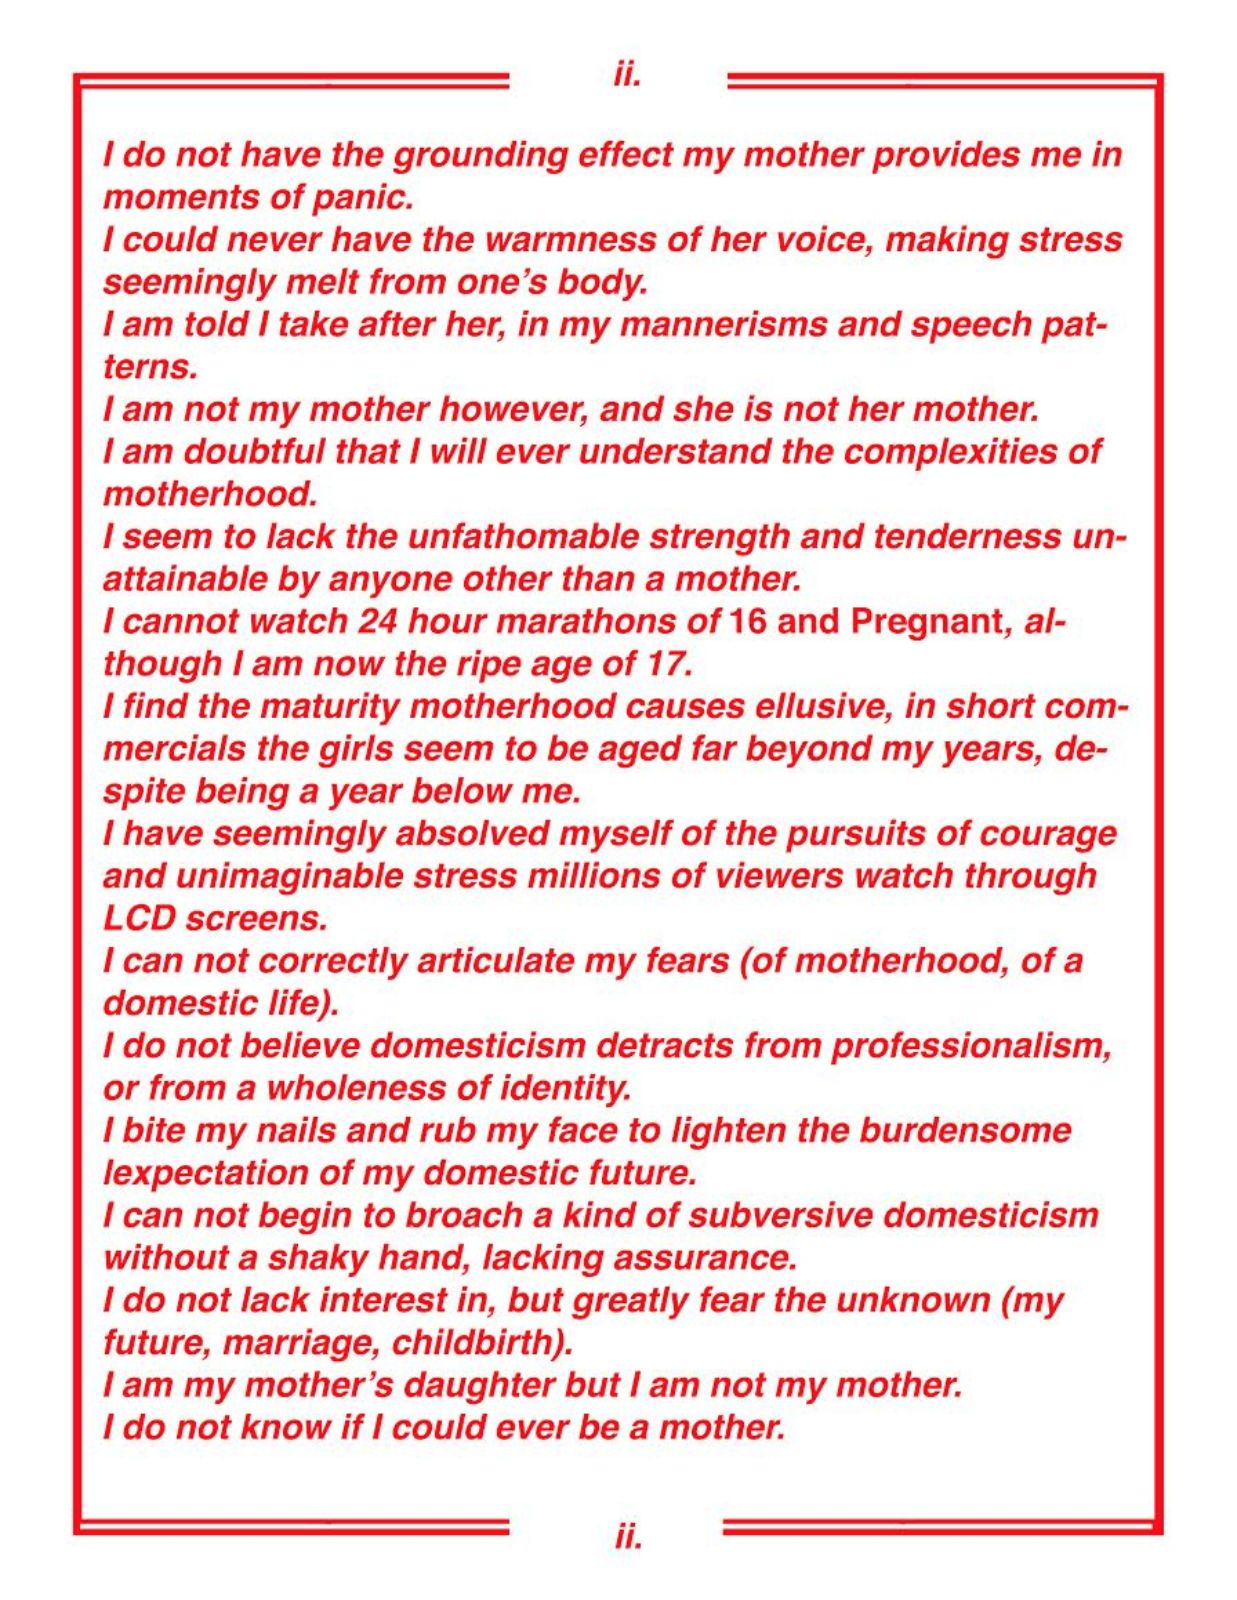 ii.
I do not have the grounding effect my mother provides me in
moments of panic.
I could never have the warmness of her voice, making stress
seemingly melt from one’s body.
I am told I take after her, in my mannerisms and speech pat-
terns.
I am not my mother however, and she is not her mother.
I am doubtful that I will ever understand the complexities of
motherhood.
I seem to lack the unfathomable strength and tenderness un-
attainable by anyone other than a mother.
I cannot watch 24 hour marathons of 16 and Pregnant, al-
though I am now the ripe age of 17.
I find the maturity motherhood causes ellusive, in short com-
mercials the girls seem to be aged far beyond my years, de-
spite being a year below me.
I have seemingly absolved myself of the pursuits of courage
and unimaginable stress millions of viewers watch through
LCD screens.
I can not correctly articulate my fears (of motherhood, of a
domestic life).
I do not believe domesticism detracts from professionalism,
or from a wholeness of identity.
I bite my nails and rub my face to lighten the burdensome
lexpectation of my domestic future.
I can not begin to broach a kind of subversive domesticism
without a shaky hand, lacking assurance.
I do not lack interest in, but greatly fear the unknown (my
future, marriage, childbirth).
I am my mother’s daughter but I am not my mother.
I do not know if I could ever be a mother.
ii.